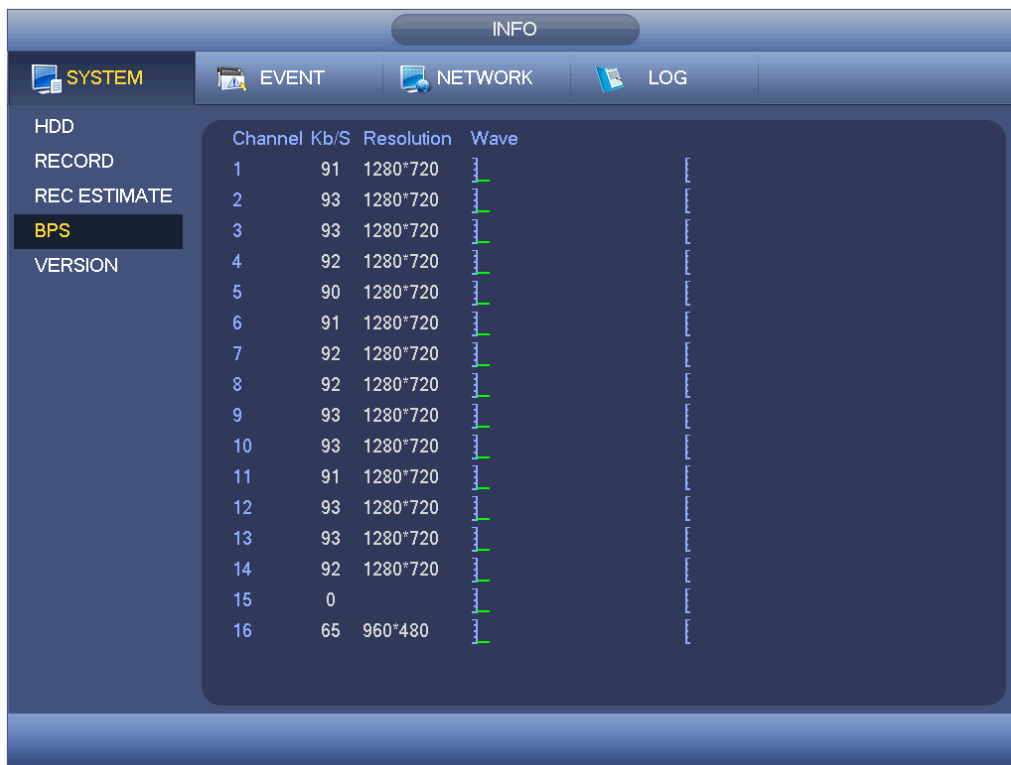 INFO
SYSTEM EVENT NETWORK LOG
HDD
RECORD
REC ESTIMATE
BPS
VERSION
Channel Kb/S Resolution Wave
1 91 1280*720
2 93 1280*720
3 93 1280*720
4 92 1280*720
5 90 1280*720
6 91 1280*720
7 92 1280*720
8 92 1280*720
9 93 1280*720
10 93 1280*720
11 91 1280*720
12 93 1280*720
13 93 1280*720
14 92 1280*720
15 0
16 65 960*480